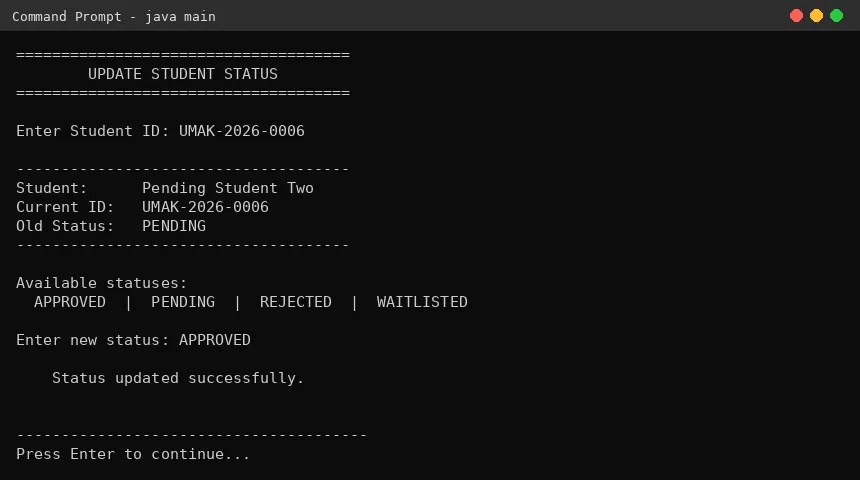 Command Prompt - java main
=====================================
UPDATE STUDENT STATUS
=====================================
Enter Student ID: UMAK-2026-0006
-------------------------------------
Student:      Pending Student Two
Current ID:   UMAK-2026-0006
Old Status:   PENDING
-------------------------------------
Available statuses:
APPROVED  |  PENDING  |  REJECTED  |  WAITLISTED
Enter new status: APPROVED
Status updated successfully.
---------------------------------------
Press Enter to continue...